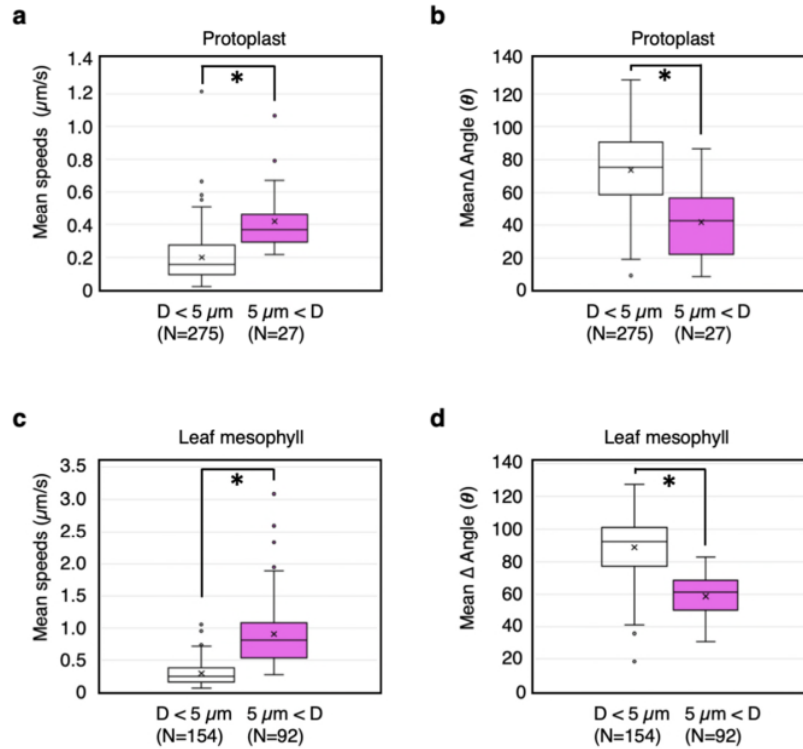 a
Protoplast
Mean speeds (µm/s)
1.4
1.2
1.0
0.8
0.6
0.4
0.2
0
*
D < 5 µm 5 µm < D
(N=275) (N=27)
b
Protoplast
Mean∆ Angle (θ)
140
120
100
80
60
40
20
0
*
D < 5 µm 5 µm < D
(N=275) (N=27)
c
Leaf mesophyll
Mean speeds (µm/s)
3.5
3.0
2.5
2.0
1.5
1.0
0.5
0
*
D < 5 µm 5 µm < D
(N=154) (N=92)
d
Leaf mesophyll
Mean ∆ Angle (θ)
140
120
100
80
60
40
20
0
*
D < 5 µm 5 µm < D
(N=154) (N=92)